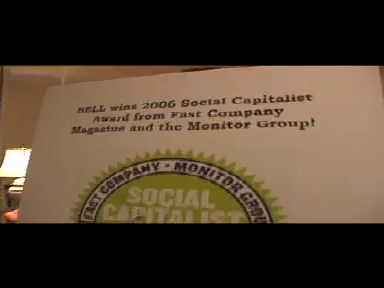 BELL wins 2006 Social Capitalist
Award from Fast Company
Magazine and the Monitor Group!
FAST COMPANY · MONITOR GROUP
SOCIAL
CAPITALIST